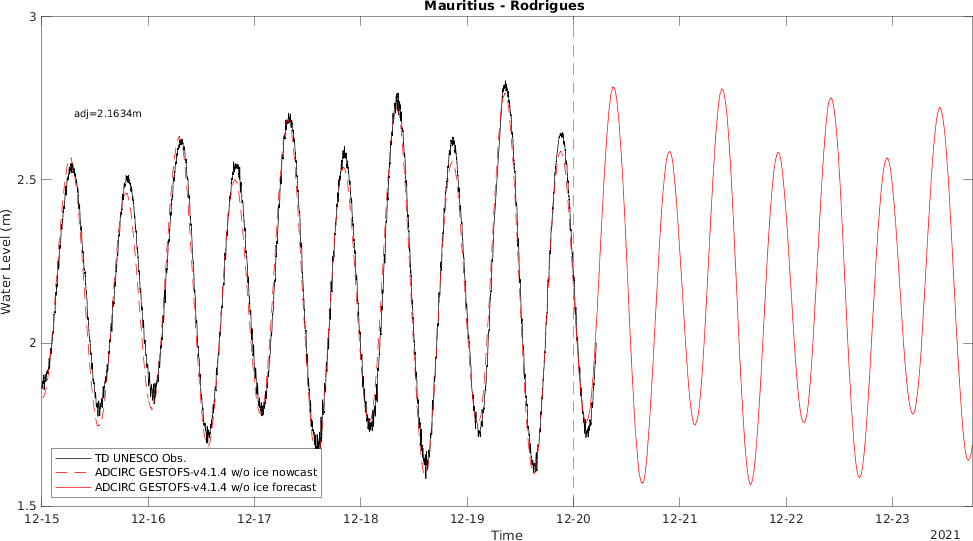 Mauritius - Rodrigues
3
2.5
2
1.5
Water Level (m)
adj=2.1634m
TD UNESCO Obs.
ADCIRC GESTOFS-v4.1.4 w/o ice nowcast
ADCIRC GESTOFS-v4.1.4 w/o ice forecast
12-15 12-16 12-17 12-18 12-19 12-20 12-21 12-22 12-23
Time
2021